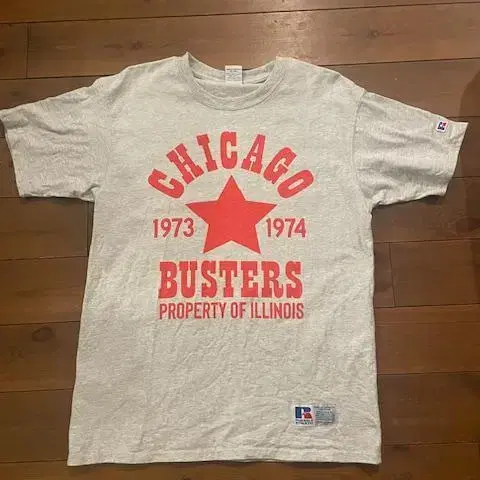 CHICAGO
1973 1974
BUSTERS
PROPERTY OF ILLINOIS
R